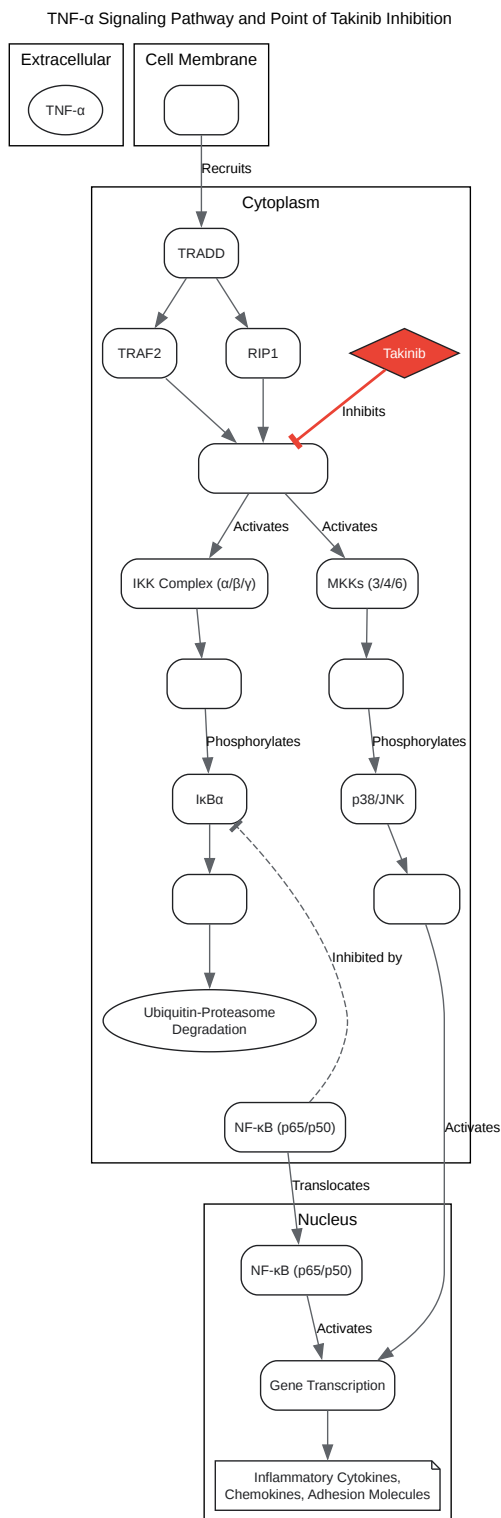 TNF-α Signaling Pathway and Point of Takinib Inhibition
Extracellular
Cell Membrane
TNF-α
Recruits
Cytoplasm
TRADD
TRAF2
RIP1
Takinib
Inhibits
Activates
Activates
IKK Complex (α/β/γ)
MKKs (3/4/6)
Phosphorylates
Phosphorylates
IκBα
p38/JNK
Inhibited by
Ubiquitin-Proteasome
Degradation
NF-κB (p65/p50)
Activates
Translocates
Nucleus
NF-κB (p65/p50)
Activates
Gene Transcription
Inflammatory Cytokines,
Chemokines, Adhesion Molecules